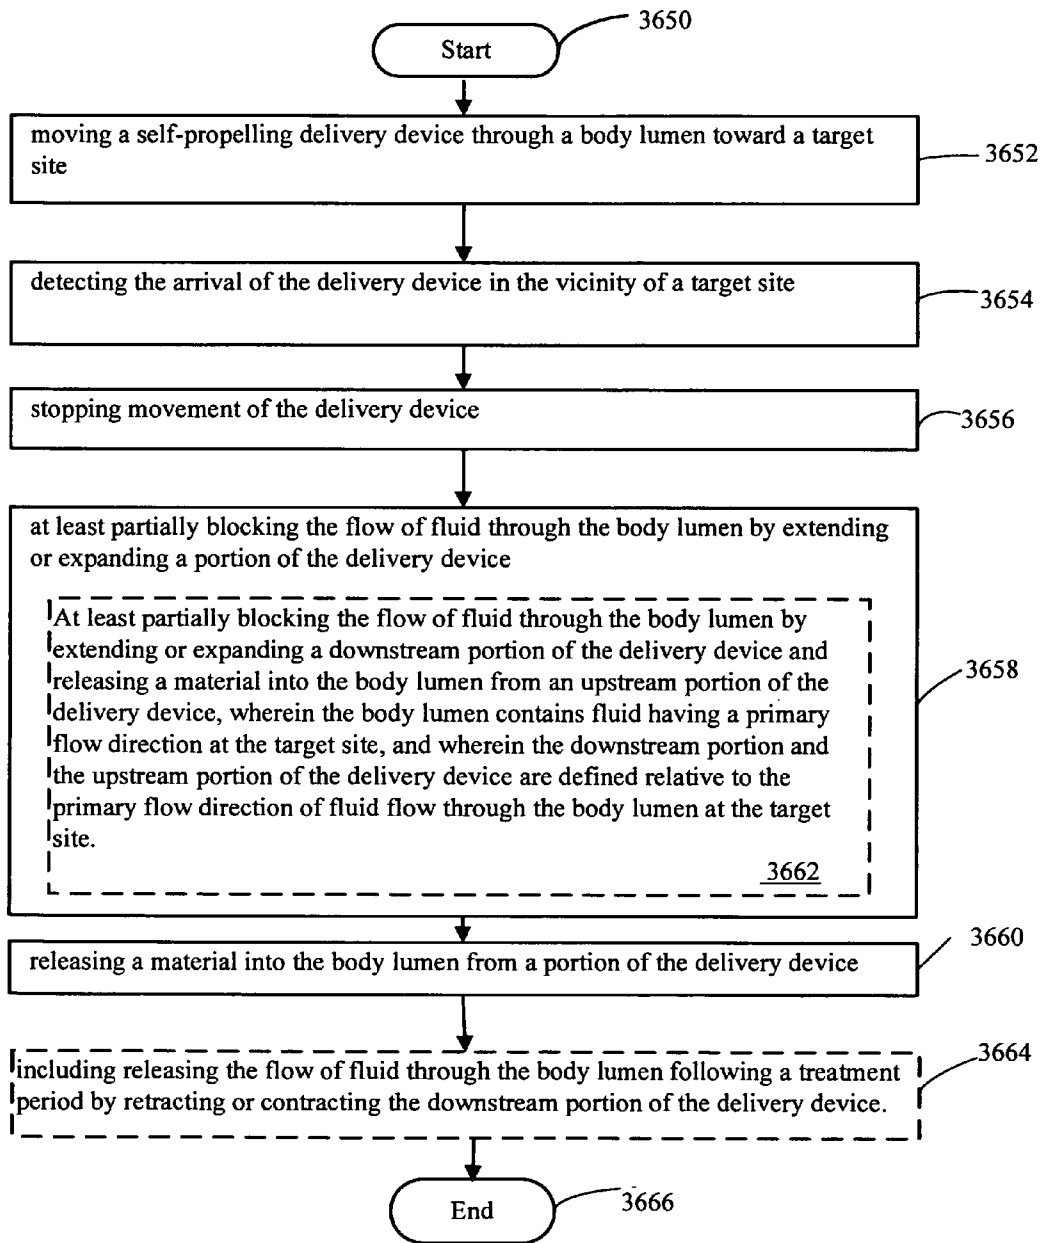 3650
Start
moving a self-propelling delivery device through a body lumen toward a target
site
3652
detecting the arrival of the delivery device in the vicinity of a target site
3654
stopping movement of the delivery device
3656
at least partially blocking the flow of fluid through the body lumen by extending
or expanding a portion of the delivery device
At least partially blocking the flow of fluid through the body lumen by
extending or expanding a downstream portion of the delivery device and
releasing a material into the body lumen from an upstream portion of the
delivery device, wherein the body lumen contains fluid having a primary
flow direction at the target site, and wherein the downstream portion and
the upstream portion of the delivery device are defined relative to the
primary flow direction of fluid flow through the body lumen at the target
site.
3662
3658
3660
releasing a material into the body lumen from a portion of the delivery device
3664
including releasing the flow of fluid through the body lumen following a treatment
period by retracting or contracting the downstream portion of the delivery device.
End
3666